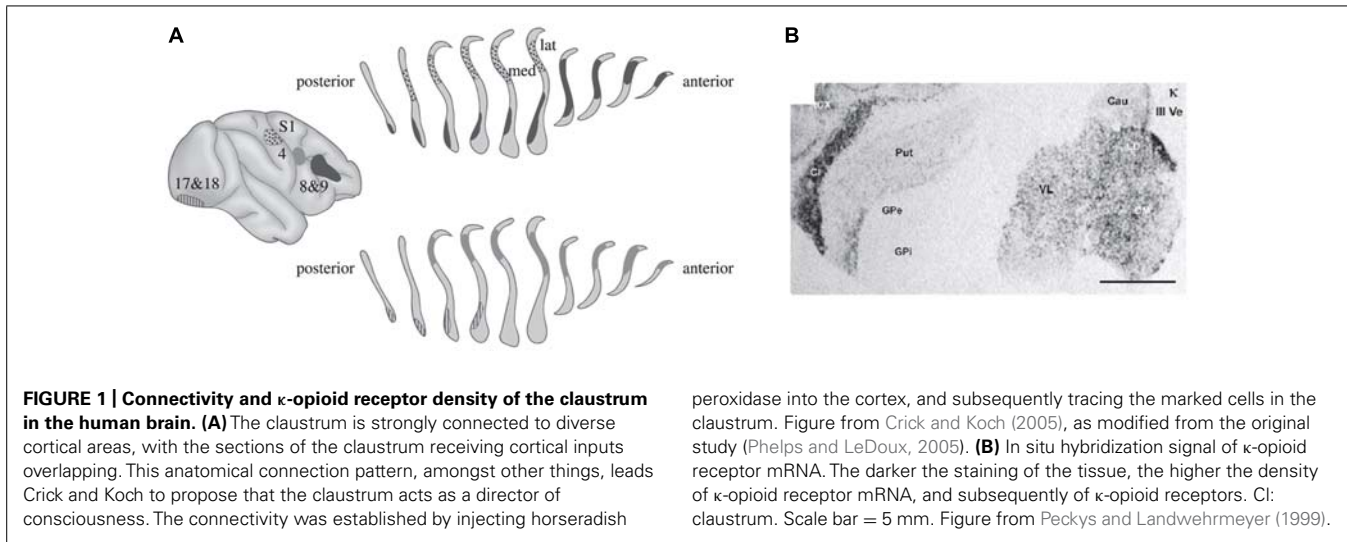 A
posterior
lat
med
anterior
S1
4
17&18
8&9
posterior
anterior
B
κ
Cau
III Ve
Put
Cl
VL
GPe
GPi
FIGURE 1 | Connectivity and κ-opioid receptor density of the claustrum
in the human brain. (A) The claustrum is strongly connected to diverse
cortical areas, with the sections of the claustrum receiving cortical inputs
overlapping. This anatomical connection pattern, amongst other things, leads
Crick and Koch to propose that the claustrum acts as a director of
consciousness. The connectivity was established by injecting horseradish
peroxidase into the cortex, and subsequently tracing the marked cells in the
claustrum. Figure from Crick and Koch (2005), as modified from the original
study (Phelps and LeDoux, 2005). (B) In situ hybridization signal of κ-opioid
receptor mRNA. The darker the staining of the tissue, the higher the density
of κ-opioid receptor mRNA, and subsequently of κ-opioid receptors. Cl:
claustrum. Scale bar = 5 mm. Figure from Peckys and Landwehrmeyer (1999).